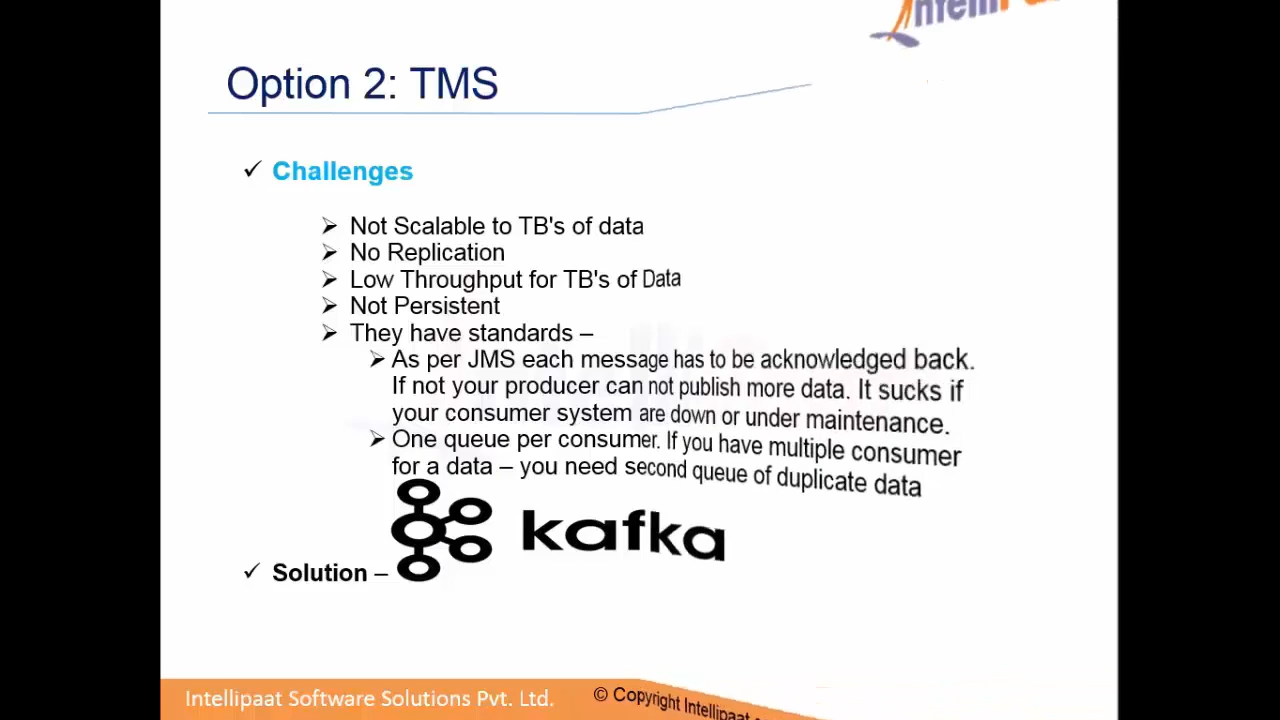 Option 2: TMS
Challenges
Not Scalable to TB's of data
No Replication
Low Throughput for TB's of Data
Not Persistent
They have standards –
As per JMS each message has to be acknowledged back.
If not your producer can not publish more data. It sucks if
your consumer system are down or under maintenance.
One queue per consumer. If you have multiple consumer
for a data – you need second queue of duplicate data
kafka
Solution –
Intellipaat Software Solutions Pvt. Ltd.
© Copyright Intellipaat